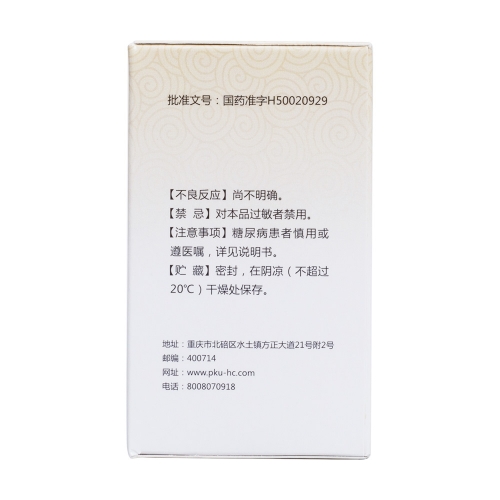 批准文号：国药准字H50020929
【不良反应】尚不明确。
【禁 忌】对本品过敏者禁用。
【注意事项】糖尿病患者慎用或
遵医嘱，详见说明书。
【贮 藏】密封，在阴凉（不超过
20℃）干燥处保存。
地址：重庆市北碚区水土镇方正大道21号附2号
邮编：400714
网址：www.pku-hc.com
电话：8008070918